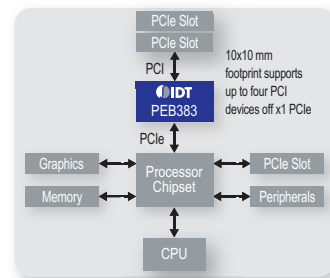 PCIe Slot
PCIe Slot
PCI
10x10 mm
footprint supports
up to four PCI
devices off x1 PCIe
IDT
PEB383
PCIe
Graphics
Processor
Chipset
PCIe Slot
Memory
Peripherals
CPU